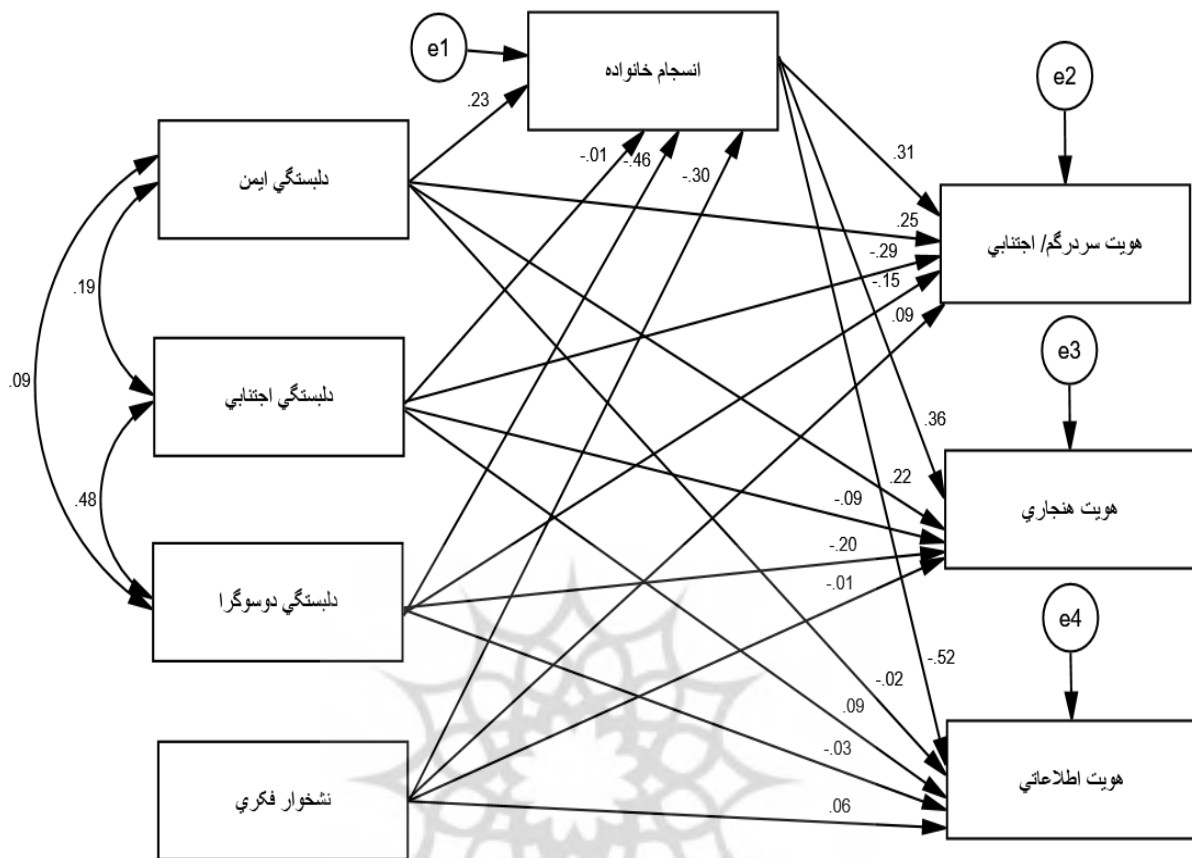 e1
انسجام خانواده
e2
.23
دلبستگي ايمن
-.01
-.46
-.30
.31
.25
هويت سردرگم/ اجتنابي
-.29
-.15
.09
.19
.09
e3
دلبستگي اجتنابي
.36
.48
.22
-.09
هويت هنجاري
-.20
-.01
دلبستگي دوسوگرا
e4
-.52
-.02
.09
-.03
نشخوار فكري
هويت اطلاعاتي
.06